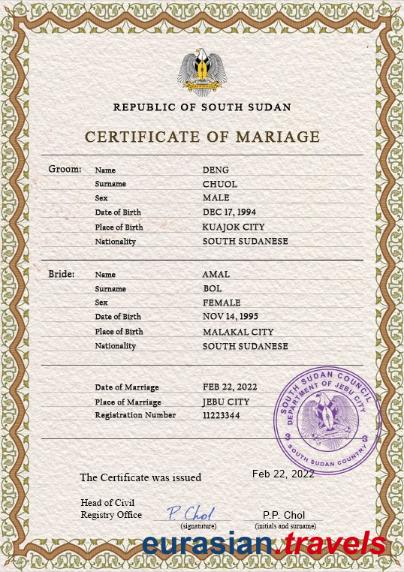 REPUBLIC OF SOUTH SUDAN
CERTIFICATE OF MARIAGE
Groom: Name DENG
Surname CHUOL
Sex MALE
Date of Birth DEC 17, 1994
Place of Birth KUAJOK CITY
Nationality SOUTH SUDANESE
Bride: Name AMAL
Surname BOL
Sex FEMALE
Date of Birth NOV 14, 1995
Place of Birth MALAKAL CITY
Nationality SOUTH SUDANESE
Date of Marriage FEB 22, 2022
Place of Marriage JEBU CITY
Registration Number 11223344
SOUTH SUDAN COUNCIL
DEPARTMENT OF JEBU CITY
SOUTH SUDAN COUNTRY
The Certificate was issued Feb 22, 2022
Head of Civil
Registry Office P. Chol P.P. Chol
(signature) (initials and surname)
eurasian.travels